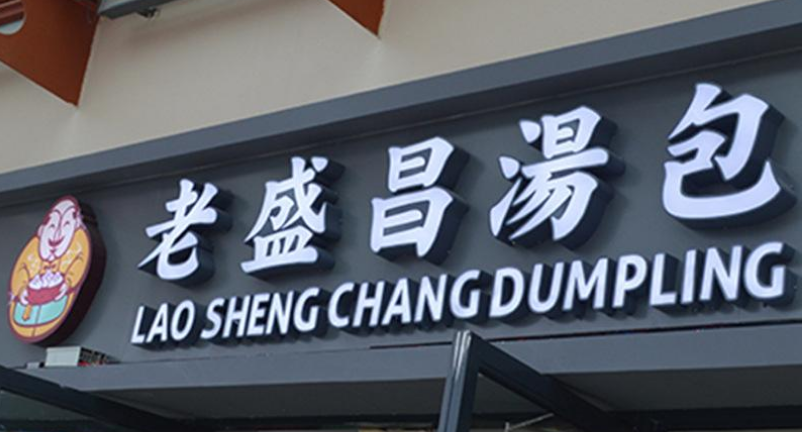 老盛昌湯包
LAO SHENG CHANG DUMPLING